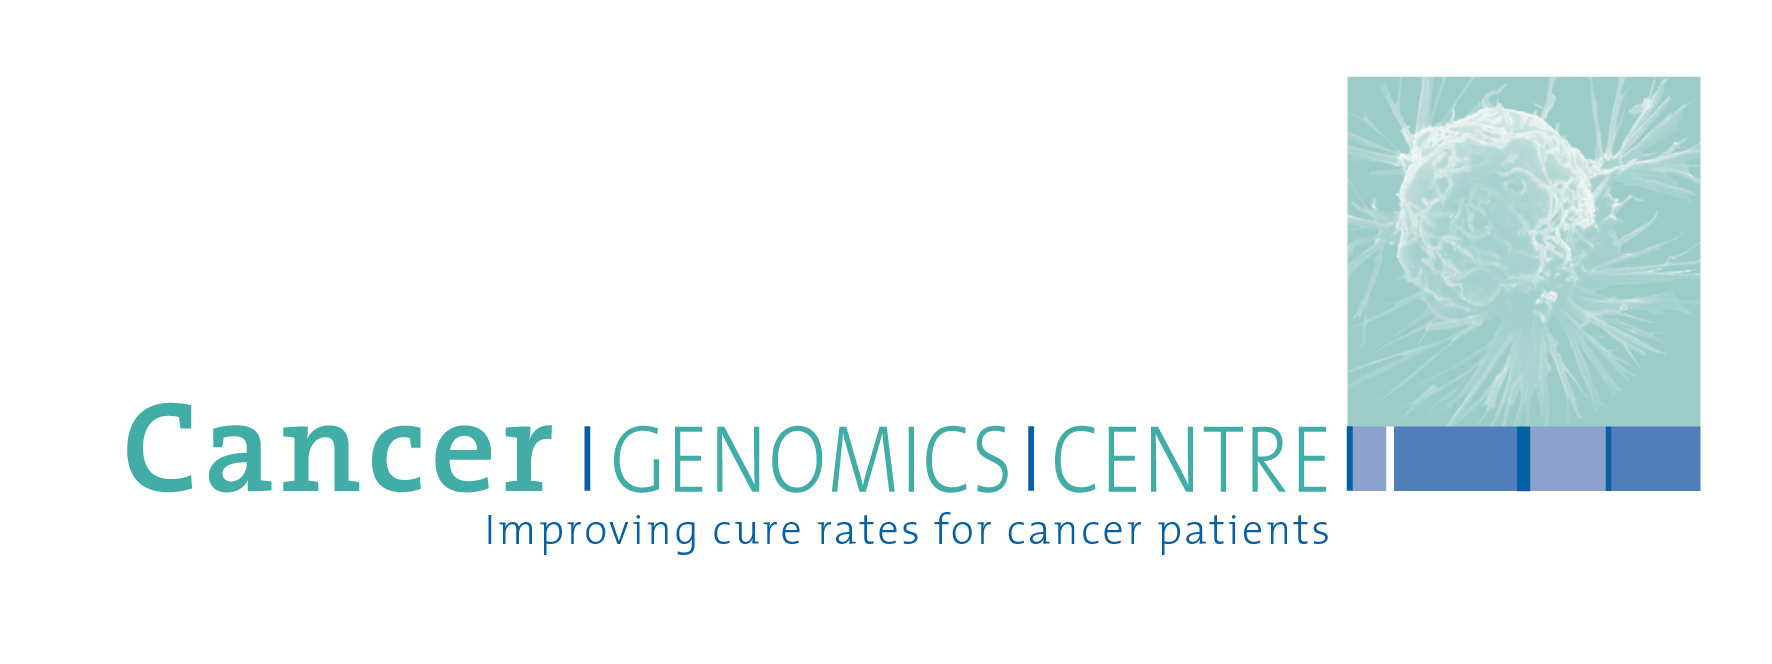 Cancer | GENOMICS | CENTRE
Improving cure rates for cancer patients